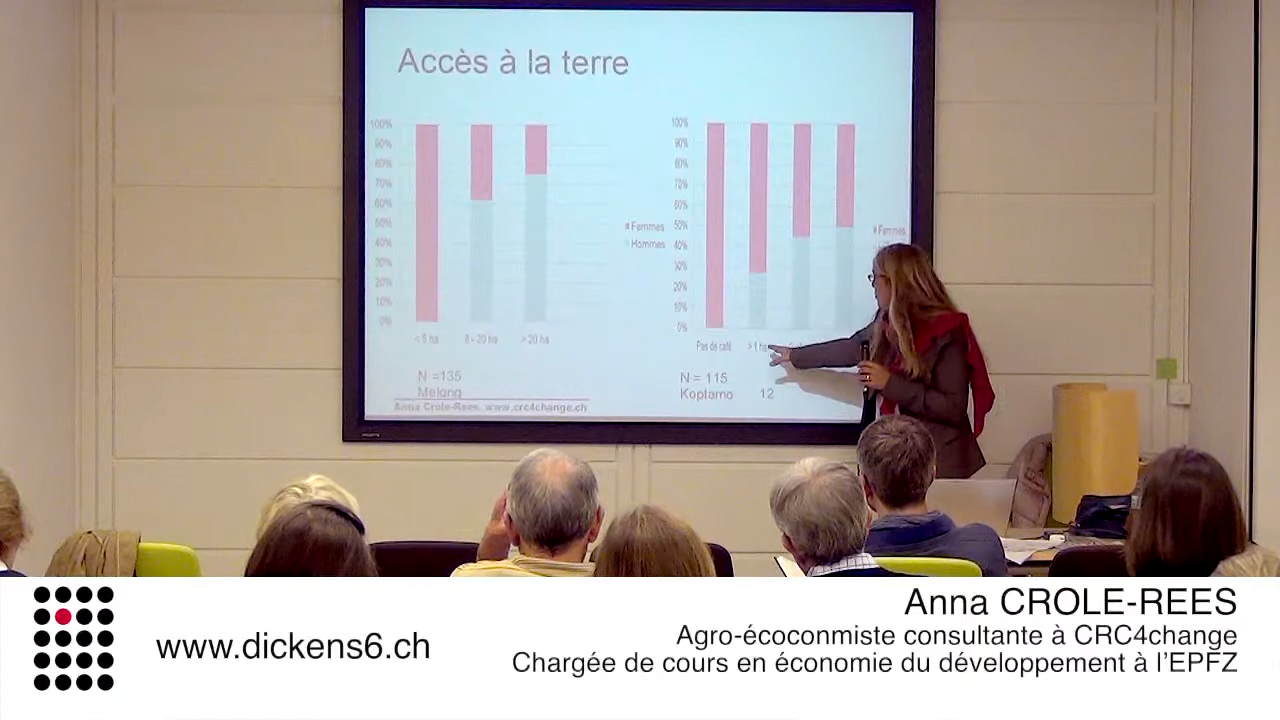 Accès à la terre
100%
90%
80%
70%
60%
50%
40%
30%
20%
10%
0%
< 5 ha
8 - 20 ha
> 20 ha
Femmes
Hommes
N =135
Melong
Anna Crole-Rees, www.crc4change.ch
100%
90%
80%
70%
60%
50%
40%
30%
20%
10%
0%
Pas de café
> 1 ha
Femmes
N = 115
Koptamo
12
www.dickens6.ch
Anna CROLE-REES
Agro-écoconmiste consultante à CRC4change
Chargée de cours en économie du développement à l'EPFZ